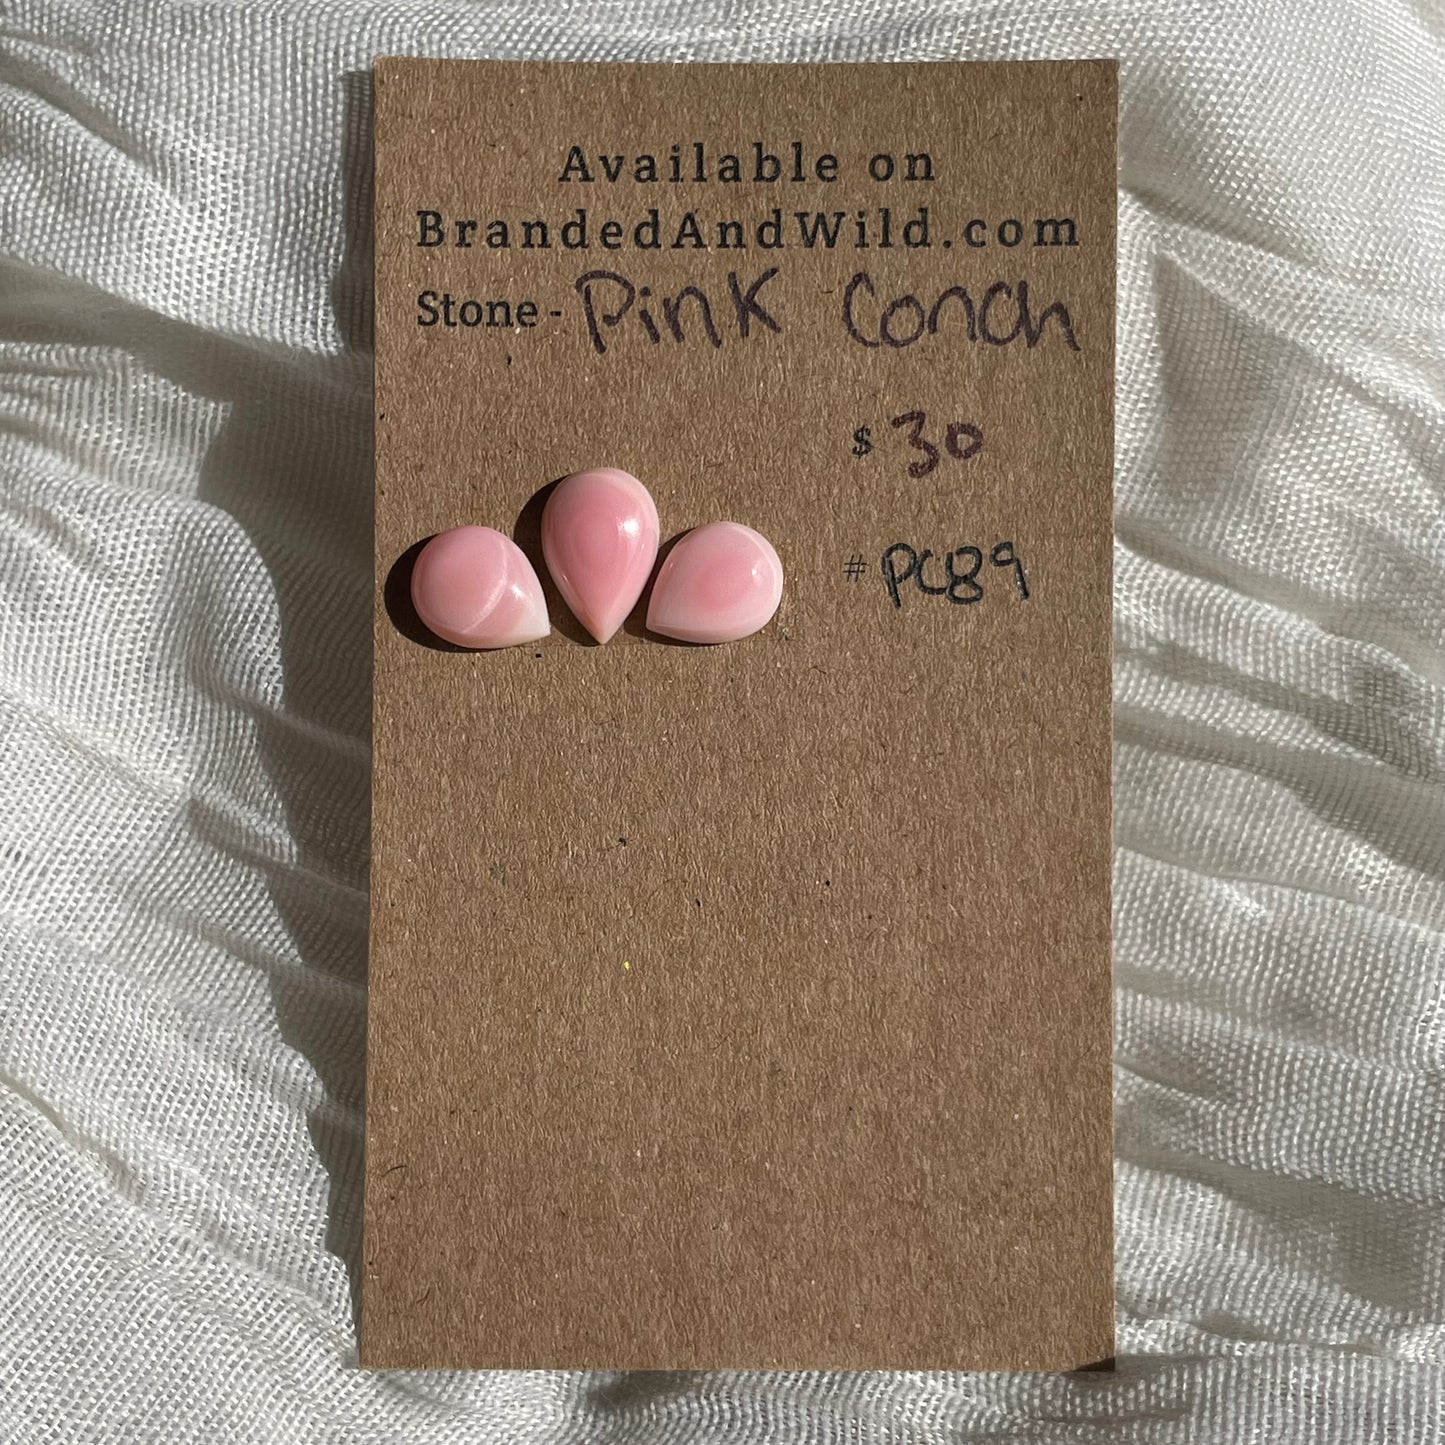 Available on
BrandedAndWild.com
Stone - Pink Conch
$ 30
# PC89